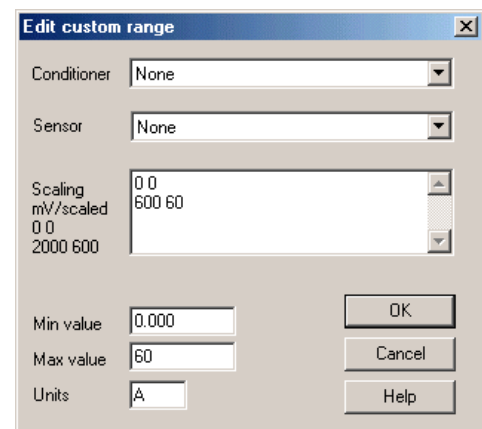 Edit custom range
Conditioner None
Sensor None
Scaling
mV/scaled
0 0
2000 600
0 0
600 60
Min value 0.000
Max value 60
Units A
OK
Cancel
Help